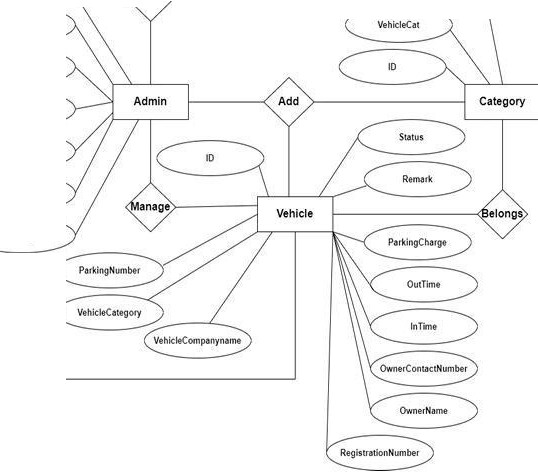 VehicleCat
ID
Admin
Add
Category
Status
ID
Remark
Manage
Vehicle
Belongs
ParkingCharge
ParkingNumber
OutTime
VehicleCategory
InTime
VehicleCompanyname
OwnerContactNumber
OwnerName
RegistrationNumber